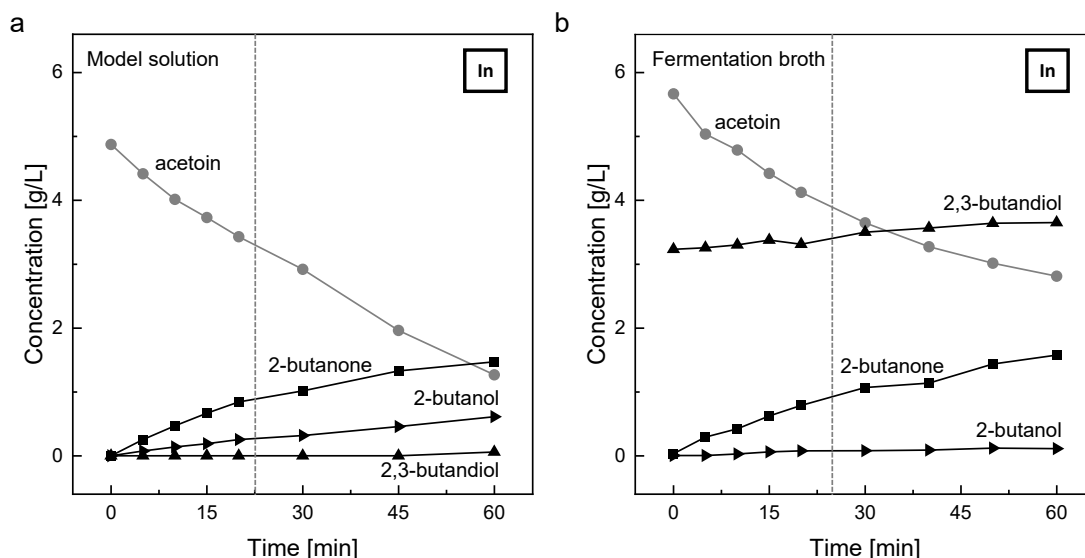 a
Model solution
In
acetoin
2-butanone
2-butanol
2,3-butandiol
0
2
4
6
Concentration [g/L]
0 15 30 45 60
Time [min]
b
Fermentation broth
In
acetoin
2,3-butandiol
2-butanone
2-butanol
0
2
4
6
Concentration [g/L]
0 15 30 45 60
Time [min]